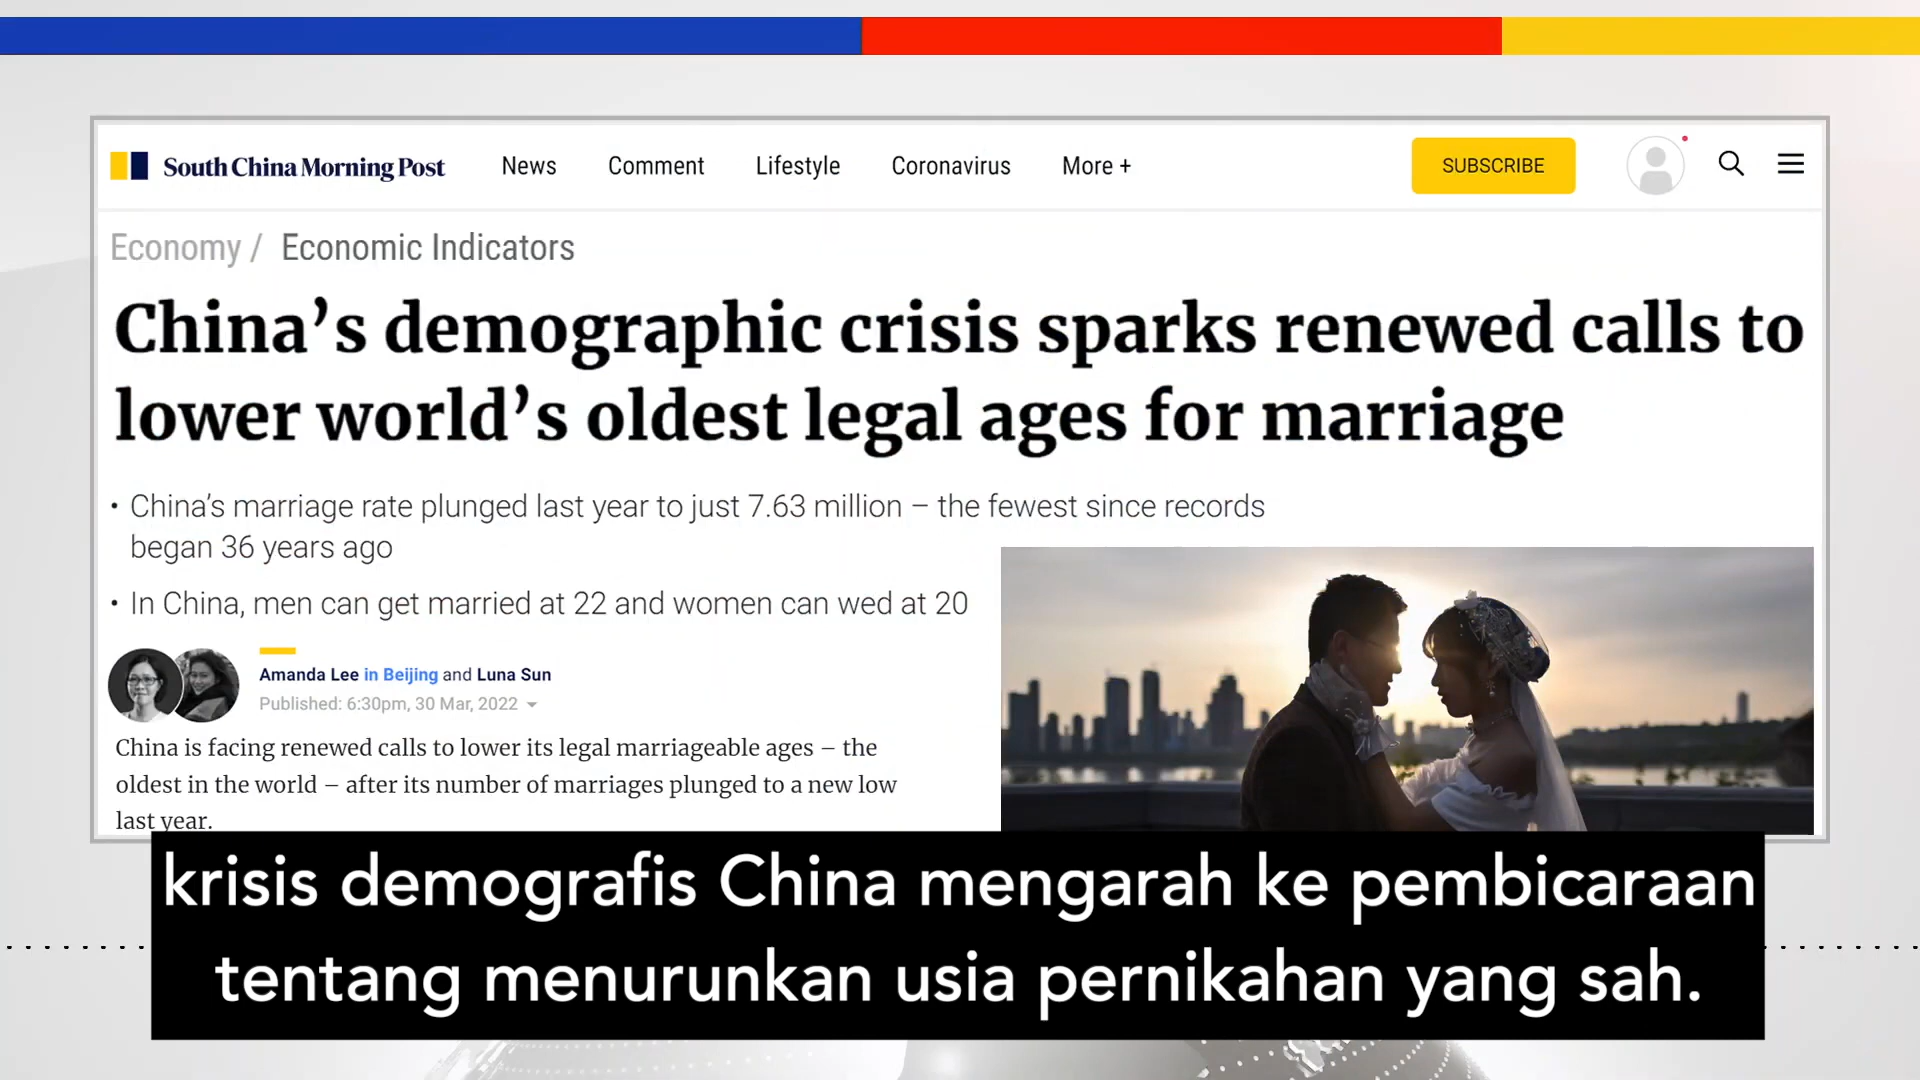 South China Morning Post News Comment Lifestyle Coronavirus More + SUBSCRIBE
Economy / Economic Indicators
China’s demographic crisis sparks renewed calls to
lower world’s oldest legal ages for marriage
• China’s marriage rate plunged last year to just 7.63 million – the fewest since records
began 36 years ago
• In China, men can get married at 22 and women can wed at 20
Amanda Lee in Beijing and Luna Sun
Published: 6:30pm, 30 Mar, 2022
China is facing renewed calls to lower its legal marriageable ages – the
oldest in the world – after its number of marriages plunged to a new low
last year.
krisis demografis China mengarah ke pembicaraan
tentang menurunkan usia pernikahan yang sah.